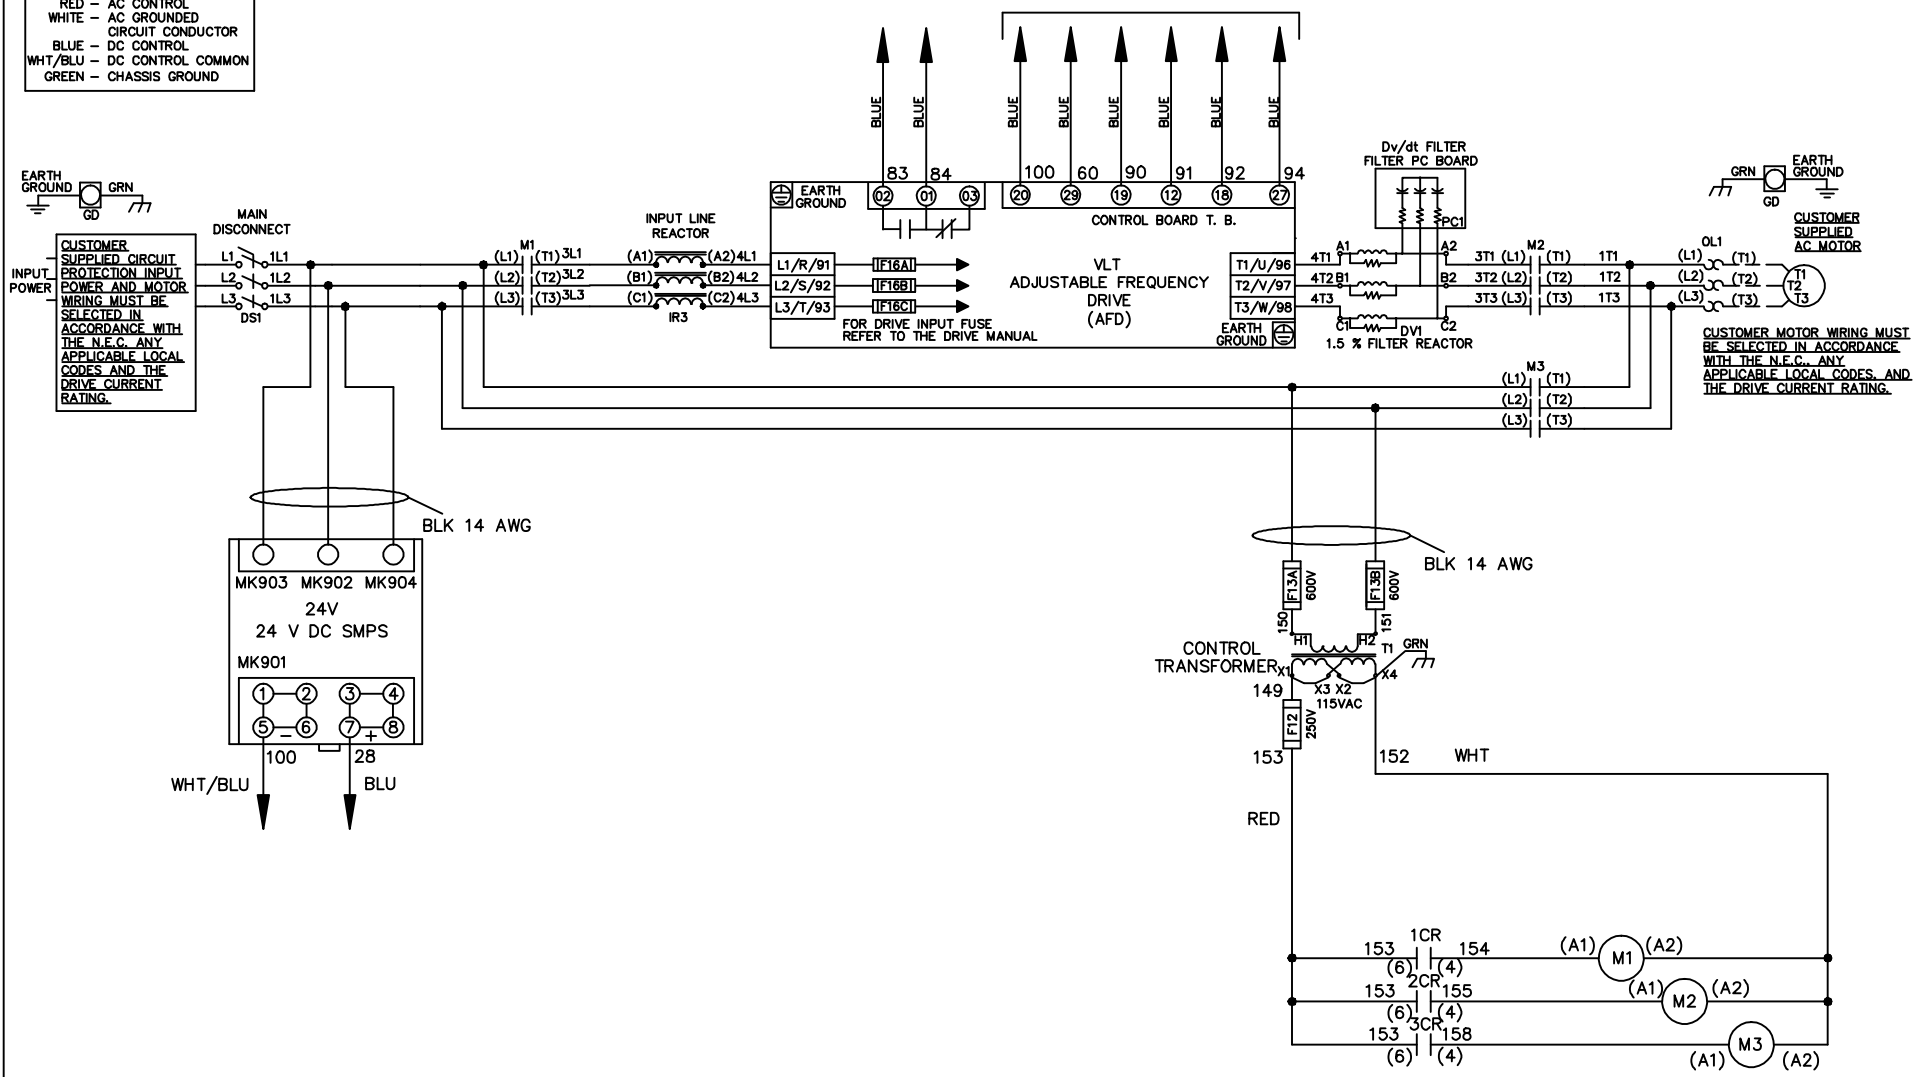 RED – AC CONTROL
WHITE – AC GROUNDED
CIRCUIT CONDUCTOR
BLUE – DC CONTROL
WHT/BLU – DC CONTROL COMMON
GREEN – CHASSIS GROUND
EARTH
GROUND
GRN
GD
CUSTOMER
SUPPLIED CIRCUIT
PROTECTION INPUT
POWER AND MOTOR
WIRING MUST BE
SELECTED IN
ACCORDANCE WITH
THE N.E.C. ANY
APPLICABLE LOCAL
CODES AND THE
DRIVE CURRENT
RATING.
INPUT
POWER
MAIN
DISCONNECT
L1 1L1
L2 1L2
L3 1L3
DS1
M1
(L1) (T1) 3L1
(L2) (T2) 3L2
(L3) (T3) 3L3
INPUT LINE
REACTOR
(A1) (A2) 4L1
(B1) (B2) 4L2
(C1) (C2) 4L3
IR3
BLUE BLUE BLUE BLUE BLUE BLUE BLUE BLUE
83 84 100 60 90 91 92 94
EARTH
GROUND
02 01 03 20 29 19 12 18 27
CONTROL BOARD T. B.
L1/R/91 F16A
L2/S/92 F16B
L3/T/93 F16C
FOR DRIVE INPUT FUSE
REFER TO THE DRIVE MANUAL
VLT
ADJUSTABLE FREQUENCY
DRIVE
(AFD)
T1/U/96
T2/V/97
T3/W/98
EARTH
GROUND
Dv/dt FILTER
FILTER PC BOARD
PC1
4T1 A1 A2
4T2 B1 B2
4T3 C1 C2
DV1
1.5 % FILTER REACTOR
M2
3T1 (L1) (T1) 1T1
3T2 (L2) (T2) 1T2
3T3 (L3) (T3) 1T3
OL1
(L1) (T1)
(L2) (T2)
(L3) (T3)
T1
T2
T3
GRN
GD
EARTH
GROUND
CUSTOMER
SUPPLIED
AC MOTOR
CUSTOMER MOTOR WIRING MUST
BE SELECTED IN ACCORDANCE
WITH THE N.E.C., ANY
APPLICABLE LOCAL CODES, AND
THE DRIVE CURRENT RATING.
M3
(L1) (T1)
(L2) (T2)
(L3) (T3)
BLK 14 AWG
MK903 MK902 MK904
24V
24 V DC SMPS
MK901
1 2 3 4
5 – 6 7 + 8
100 28
WHT/BLU BLU
BLK 14 AWG
F13A 600V F13B 600V
150 151
H1 H2
T1
GRN
CONTROL
TRANSFORMER
X1 X3 X2 X4
115VAC
149
F12 250V
153 152 WHT
RED
1CR
153 154 (A1) M1 (A2)
(6) (4)
2CR
153 155 (A1) M2 (A2)
(6) (4)
3CR
153 158 M3
(6) (4) (A1) (A2)